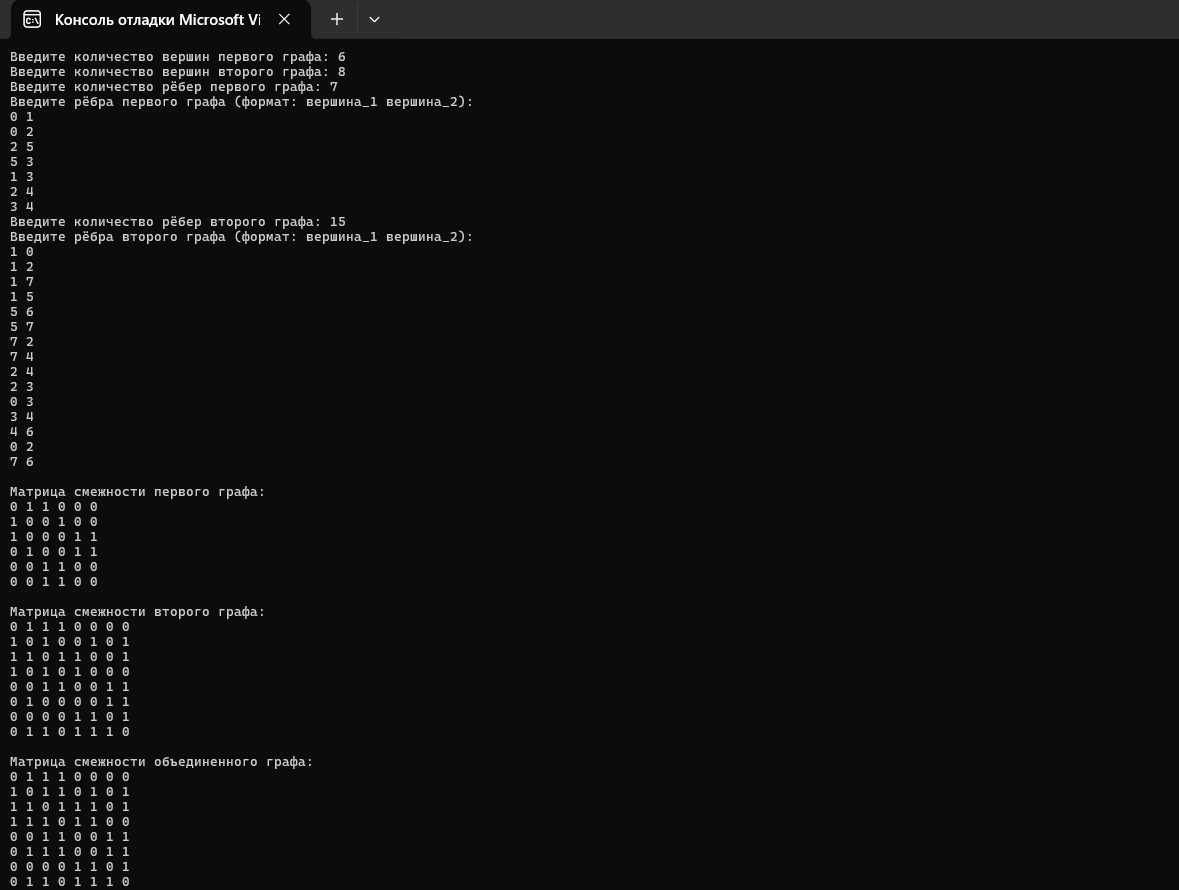 Консоль отладки Microsoft Vi
Введите количество вершин первого графа: 6
Введите количество вершин второго графа: 8
Введите количество рёбер первого графа: 7
Введите рёбра первого графа (формат: вершина_1 вершина_2):
0 1
0 2
2 5
5 3
1 3
2 4
3 4
Введите количество рёбер второго графа: 15
Введите рёбра второго графа (формат: вершина_1 вершина_2):
1 0
1 2
1 7
1 5
5 6
5 7
7 2
7 4
2 4
2 3
0 3
3 4
4 6
0 2
7 6
Матрица смежности первого графа:
0 1 1 0 0 0
1 0 0 1 0 0
1 0 0 0 1 1
0 1 0 0 1 1
0 0 1 1 0 0
0 0 1 1 0 0
Матрица смежности второго графа:
0 1 1 1 0 0 0 0
1 0 1 0 0 1 0 1
1 1 0 1 1 0 0 1
1 0 1 0 1 0 0 0
0 0 1 1 0 0 1 1
0 1 0 0 0 0 1 1
0 0 0 0 1 1 0 1
0 1 1 0 1 1 1 0
Матрица смежности объединенного графа:
0 1 1 1 0 0 0 0
1 0 1 1 0 1 0 1
1 1 0 1 1 1 0 1
1 1 1 0 1 1 0 0
0 0 1 1 0 0 1 1
0 1 1 1 0 0 1 1
0 0 0 0 1 1 0 1
0 1 1 0 1 1 1 0